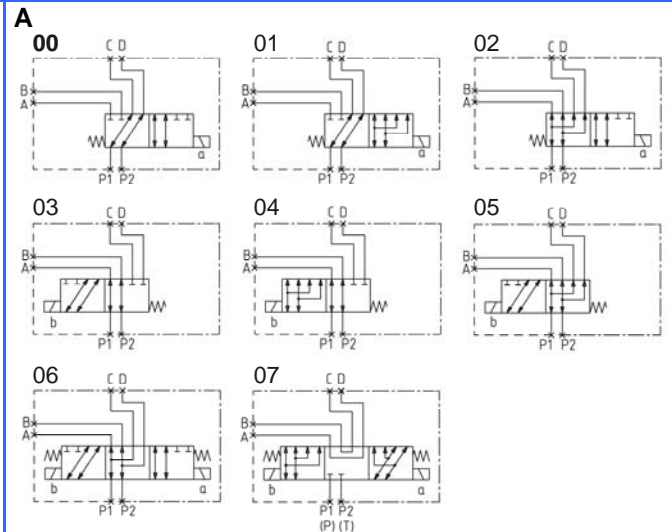 A
00 01 02
C D C D C D
B B B
A A A
a a a
P1 P2 P1 P2 P1 P2
03 04 05
C D C D C D
B B B
A A A
b b b
P1 P2 P1 P2 P1 P2
06 07
C D C D
B B
A A
b a b a
P1 P2 P1 P2
(P) (T)